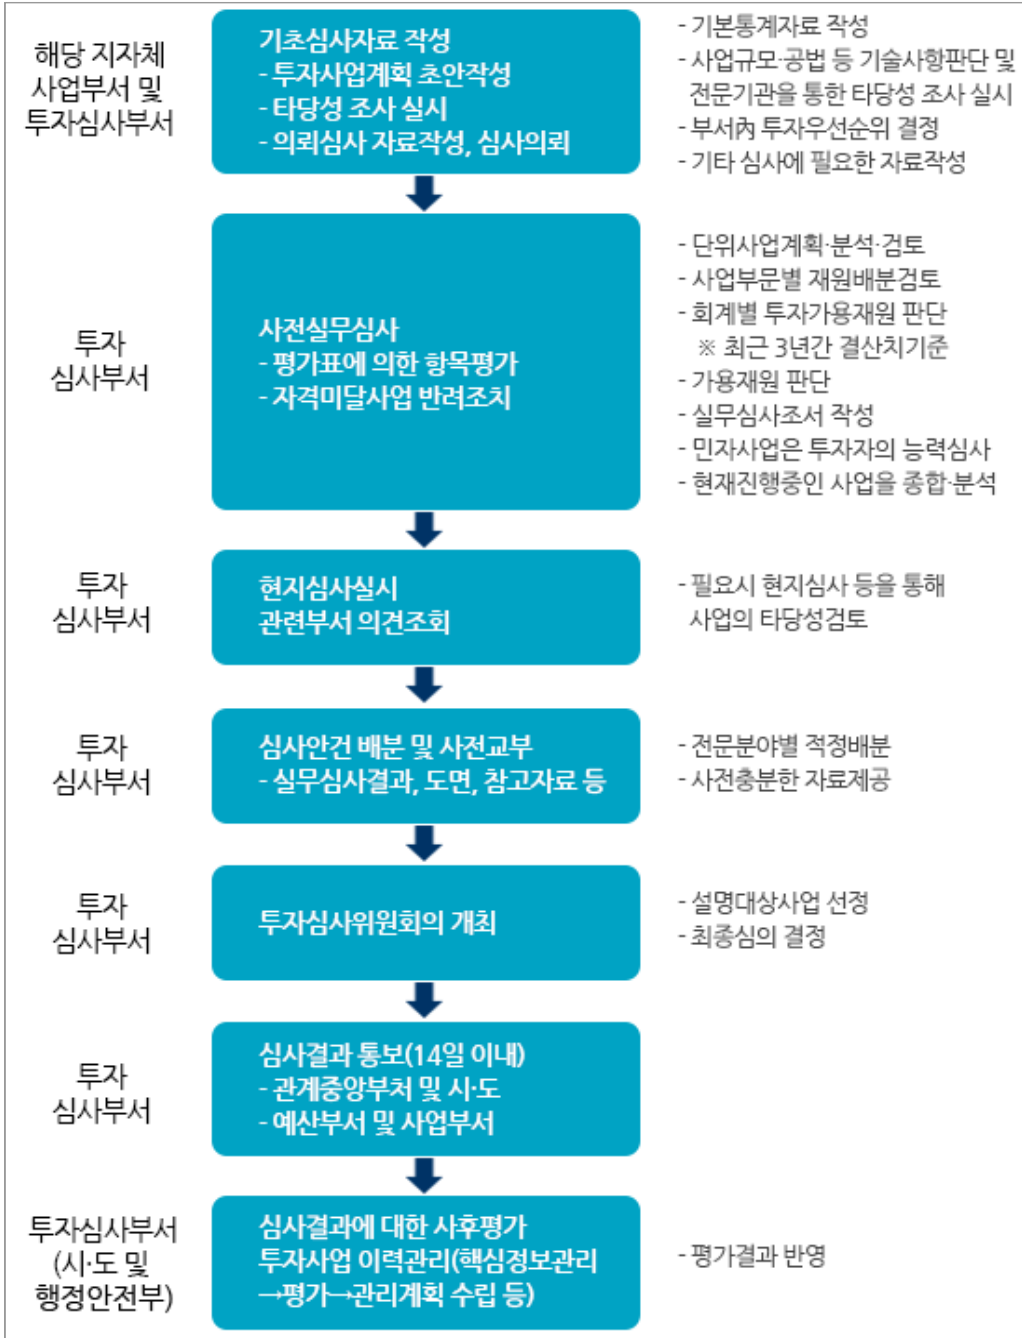 해당 지자체
사업부서 및
투자심사부서
기초심사자료 작성
- 투자사업계획 초안작성
- 타당성 조사 실시
- 의뢰심사 자료작성, 심사의뢰
- 기본통계자료 작성
- 사업규모·공법 등 기술사항판단 및
전문기관을 통한 타당성 조사 실시
- 부서內 투자우선순위 결정
- 기타 심사에 필요한 자료작성
투자
심사부서
사전실무심사
- 평가표에 의한 항목평가
- 자격미달사업 반려조치
- 단위사업계획·분석·검토
- 사업부문별 재원배분검토
- 회계별 투자가용재원 판단
※ 최근 3년간 결산치기준
- 가용재원 판단
- 실무심사조서 작성
- 민자사업은 투자자의 능력심사
- 현재진행중인 사업을 종합·분석
투자
심사부서
현지심사실시
관련부서 의견조회
- 필요시 현지심사 등을 통해
사업의 타당성검토
투자
심사부서
심사안건 배분 및 사전교부
- 실무심사결과, 도면, 참고자료 등
- 전문분야별 적정배분
- 사전충분한 자료제공
투자
심사부서
투자심사위원회의 개최
- 설명대상사업 선정
- 최종심의 결정
투자
심사부서
심사결과 통보(14일 이내)
- 관계중앙부처 및 시·도
- 예산부서 및 사업부서
투자심사부서
(시·도 및
행정안전부)
심사결과에 대한 사후평가
투자사업 이력관리(핵심정보관리
→평가→관리계획 수립 등)
- 평가결과 반영